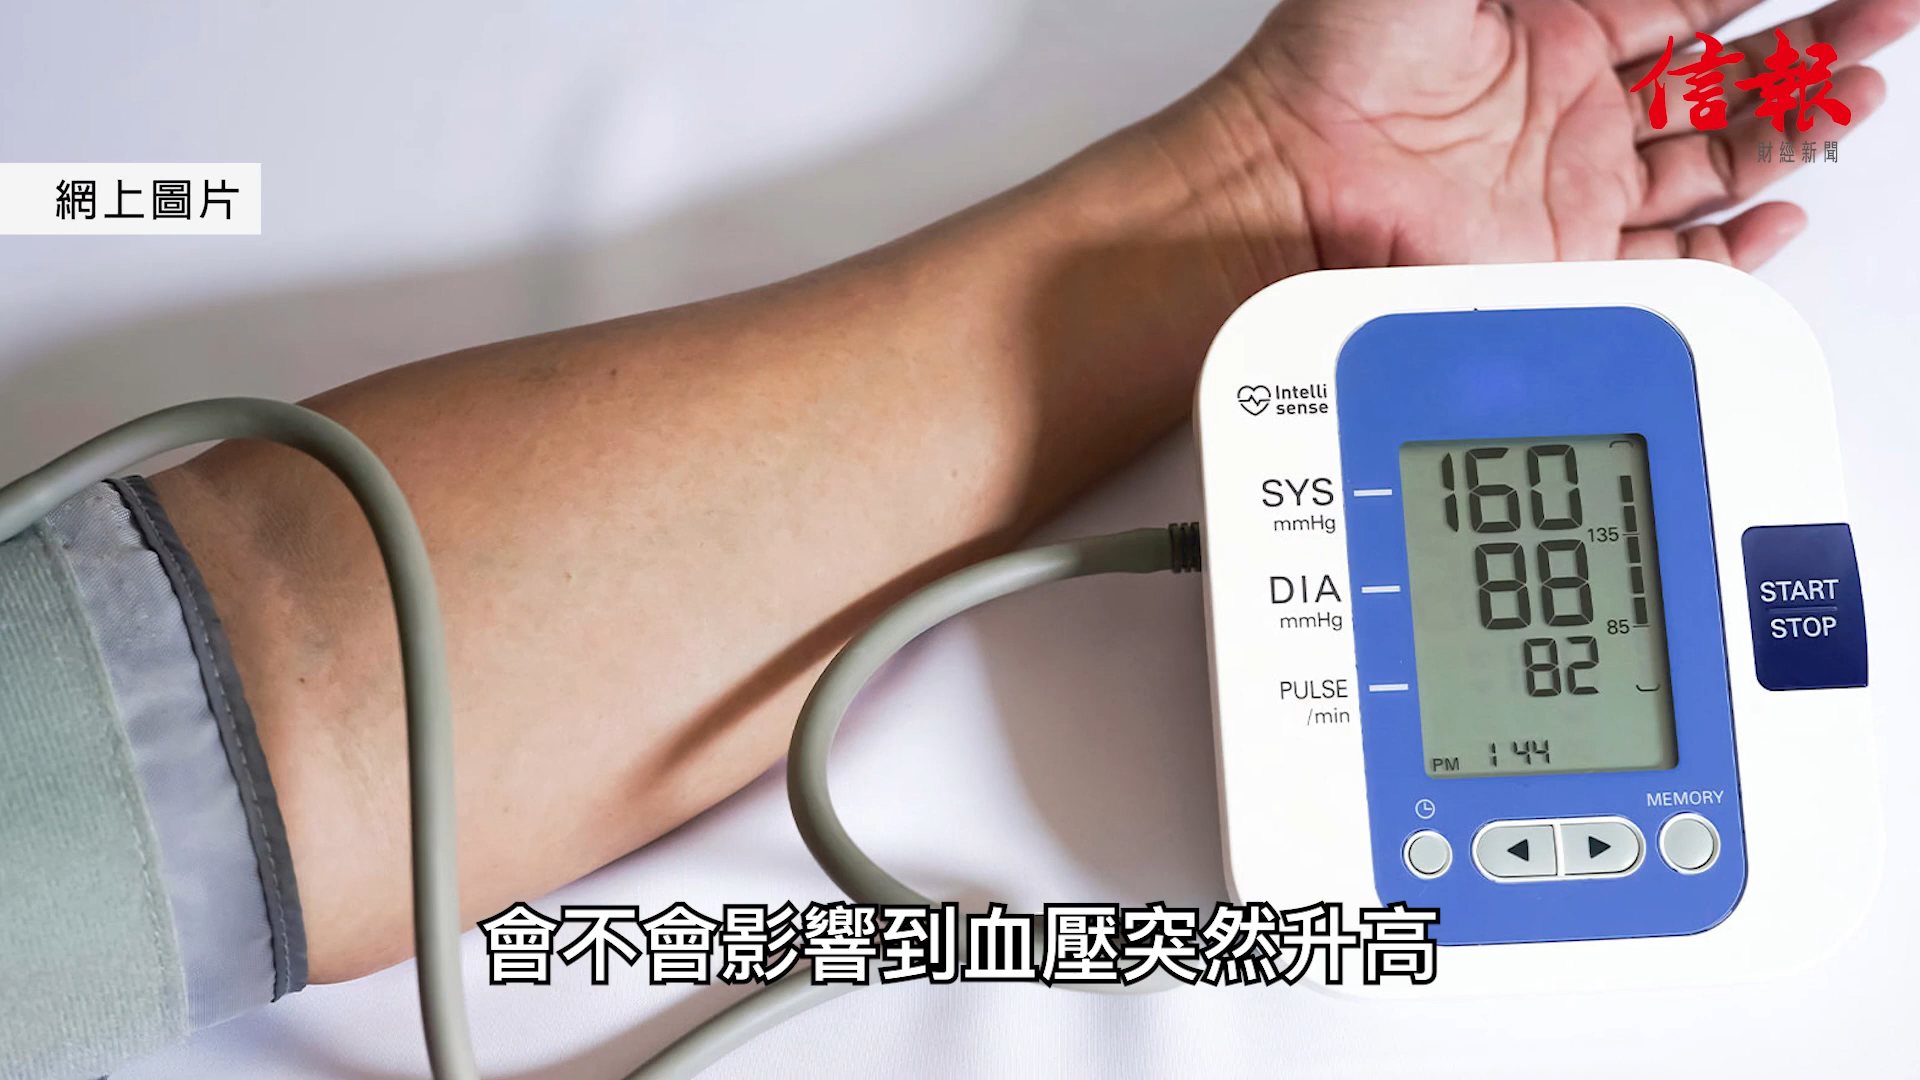 信報
財經新聞
網上圖片
Intelli
sense
SYS
mmHg
160
135
DIA
mmHg
88
85
PULSE
/min
82
PM 1 44
START
STOP
MEMORY
會不會影響到血壓突然升高